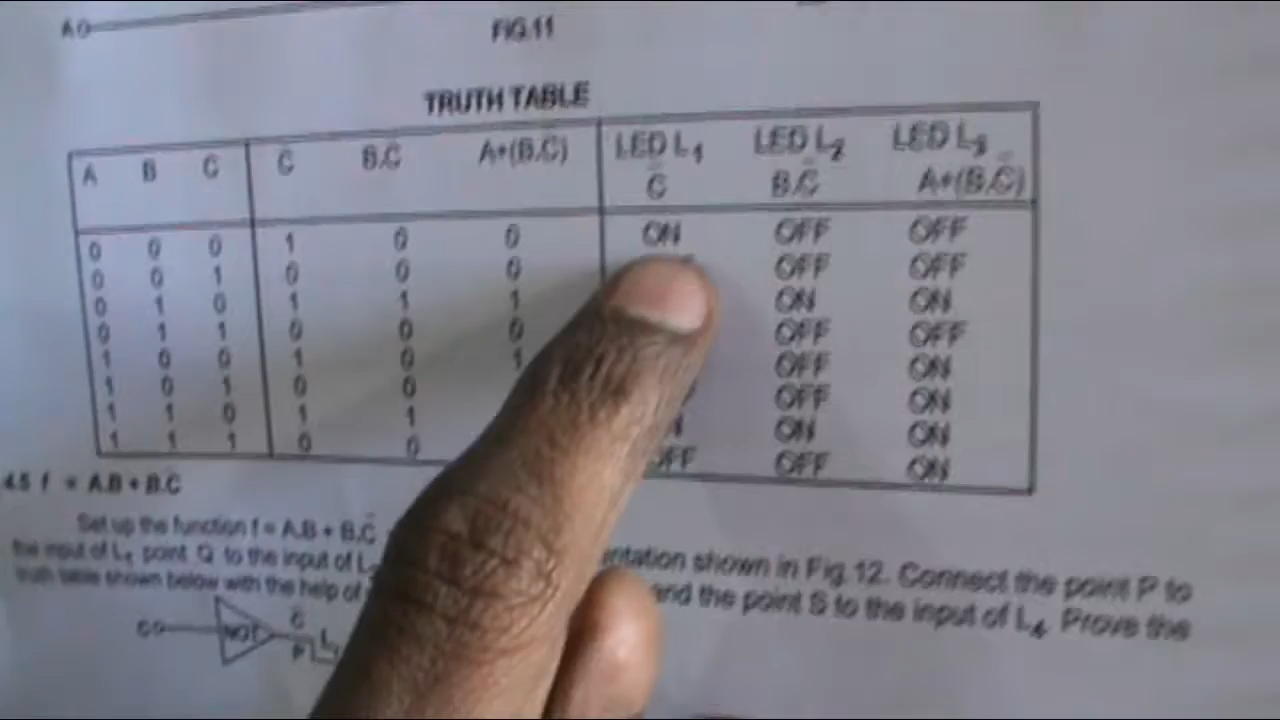 A
FIG.11
TRUTH TABLE
A B C C̄ B.C̄ A+(B.C̄) LED L1 LED L2 LED L3
C̄ B.C̄ A+(B.C̄)
0 0 0 1 0 0 ON OFF OFF
0 0 1 0 0 0 OFF OFF
0 1 0 1 1 1 ON ON
0 1 1 0 0 0 OFF OFF
1 0 0 1 0 1 OFF ON
1 0 1 0 0 OFF ON
1 1 0 1 1 ON ON
1 1 1 0 0 OFF OFF ON
4.5 f = A.B + B.C̄
Set up the function f = A.B + B.C̄
the input of L1 point Q to the input of L shown in Fig. 12. Connect the point P to
truth table shown below with the help of and the point S to the input of L4 Prove the
C NOT C̄ L1
P